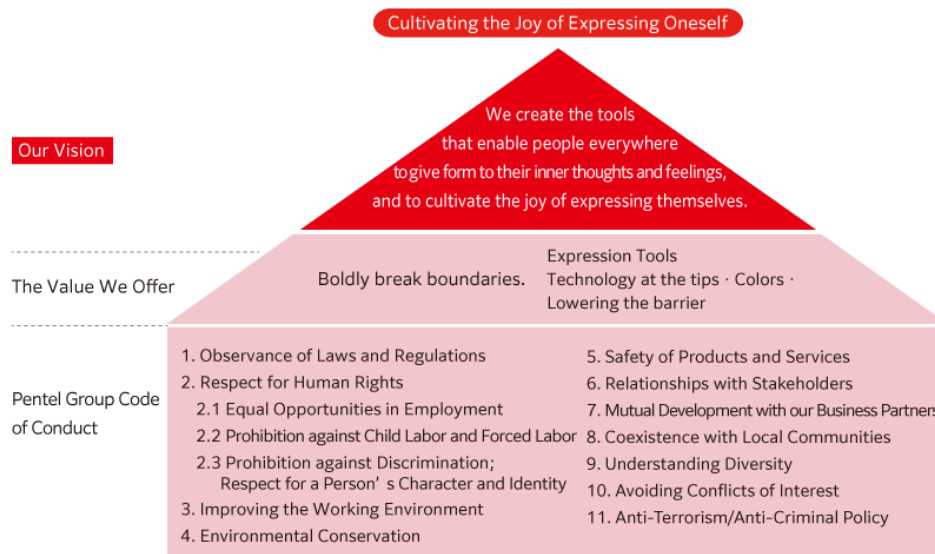 Cultivating the Joy of Expressing Oneself
Our Vision
We create the tools
that enable people everywhere
to give form to their inner thoughts and feelings,
and to cultivate the joy of expressing themselves.
The Value We Offer
Boldly break boundaries.
Expression Tools
Technology at the tips · Colors ·
Lowering the barrier
Pentel Group Code
of Conduct
1. Observance of Laws and Regulations
2. Respect for Human Rights
2.1 Equal Opportunities in Employment
2.2 Prohibition against Child Labor and Forced Labor
2.3 Prohibition against Discrimination;
Respect for a Person’s Character and Identity
3. Improving the Working Environment
4. Environmental Conservation
5. Safety of Products and Services
6. Relationships with Stakeholders
7. Mutual Development with our Business Partners
8. Coexistence with Local Communities
9. Understanding Diversity
10. Avoiding Conflicts of Interest
11. Anti-Terrorism/Anti-Criminal Policy